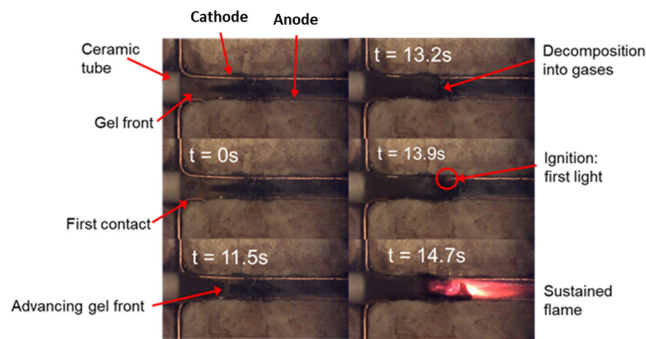 Cathode
Anode
Ceramic
tube
Gel front
t = 0s
First contact
t = 11.5s
Advancing gel front
t = 13.2s
Decomposition
into gases
t = 13.9s
Ignition:
first light
t = 14.7s
Sustained
flame